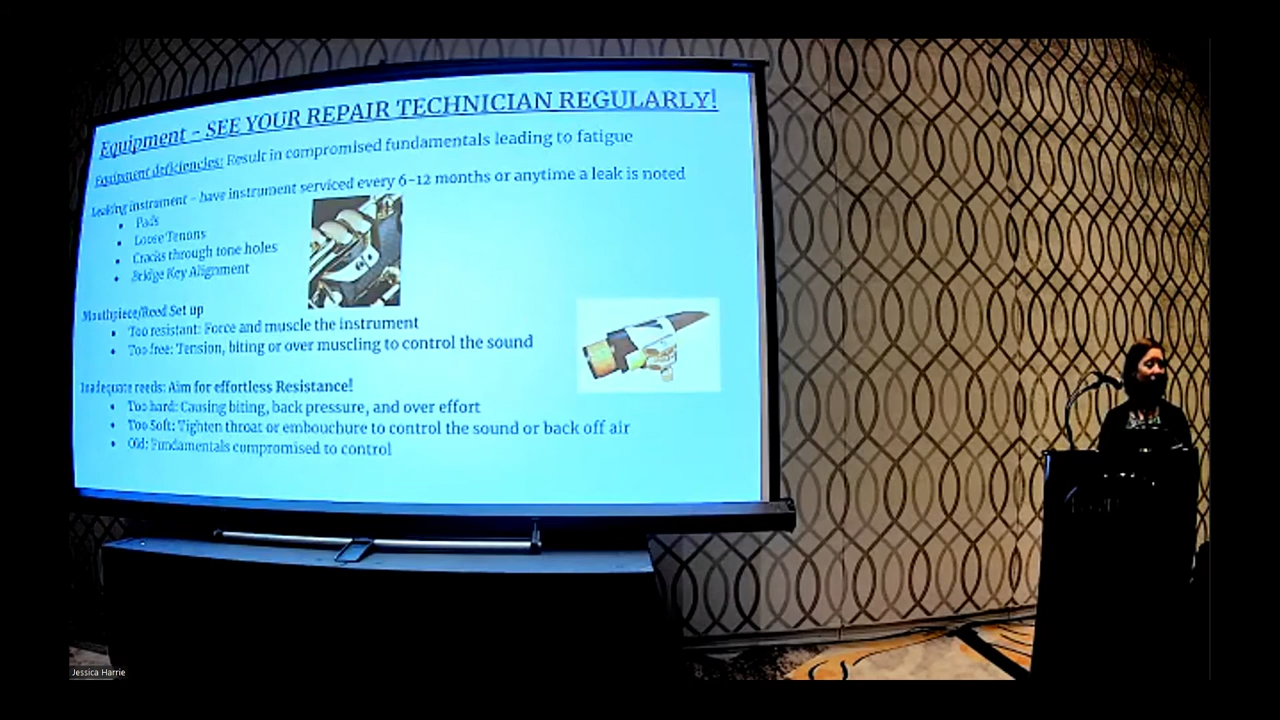 Equipment - SEE YOUR REPAIR TECHNICIAN REGULARLY!
Equipment deficiencies: Result in compromised fundamentals leading to fatigue
Leaking instrument - have instrument serviced every 6-12 months or anytime a leak is noted
• Pads
• Loose Tenons
• Cracks through tone holes
• Bridge Key Alignment
Mouthpiece/Reed Set up
• Too resistant: Force and muscle the instrument
• Too free: Tension, biting or over muscling to control the sound
Inadequate reeds: Aim for effortless Resistance!
• Too hard: Causing biting, back pressure, and over effort
• Too Soft: Tighten throat or embouchure to control the sound or back off air
• Old: Fundamentals compromised to control
Jessica Harrie